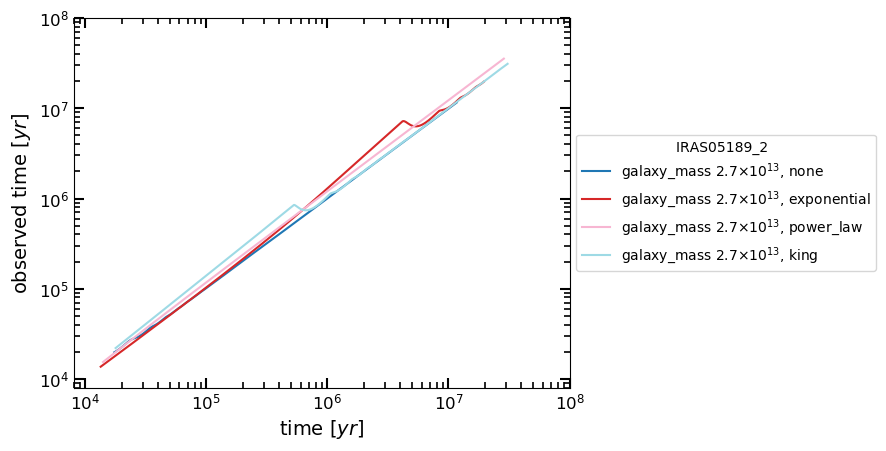 10^8
10^7
10^6
10^5
10^4
observed time [yr]
10^4 10^5 10^6 10^7 10^8
time [yr]
IRAS05189_2
galaxy_mass 2.7×10^13, none
galaxy_mass 2.7×10^13, exponential
galaxy_mass 2.7×10^13, power_law
galaxy_mass 2.7×10^13, king